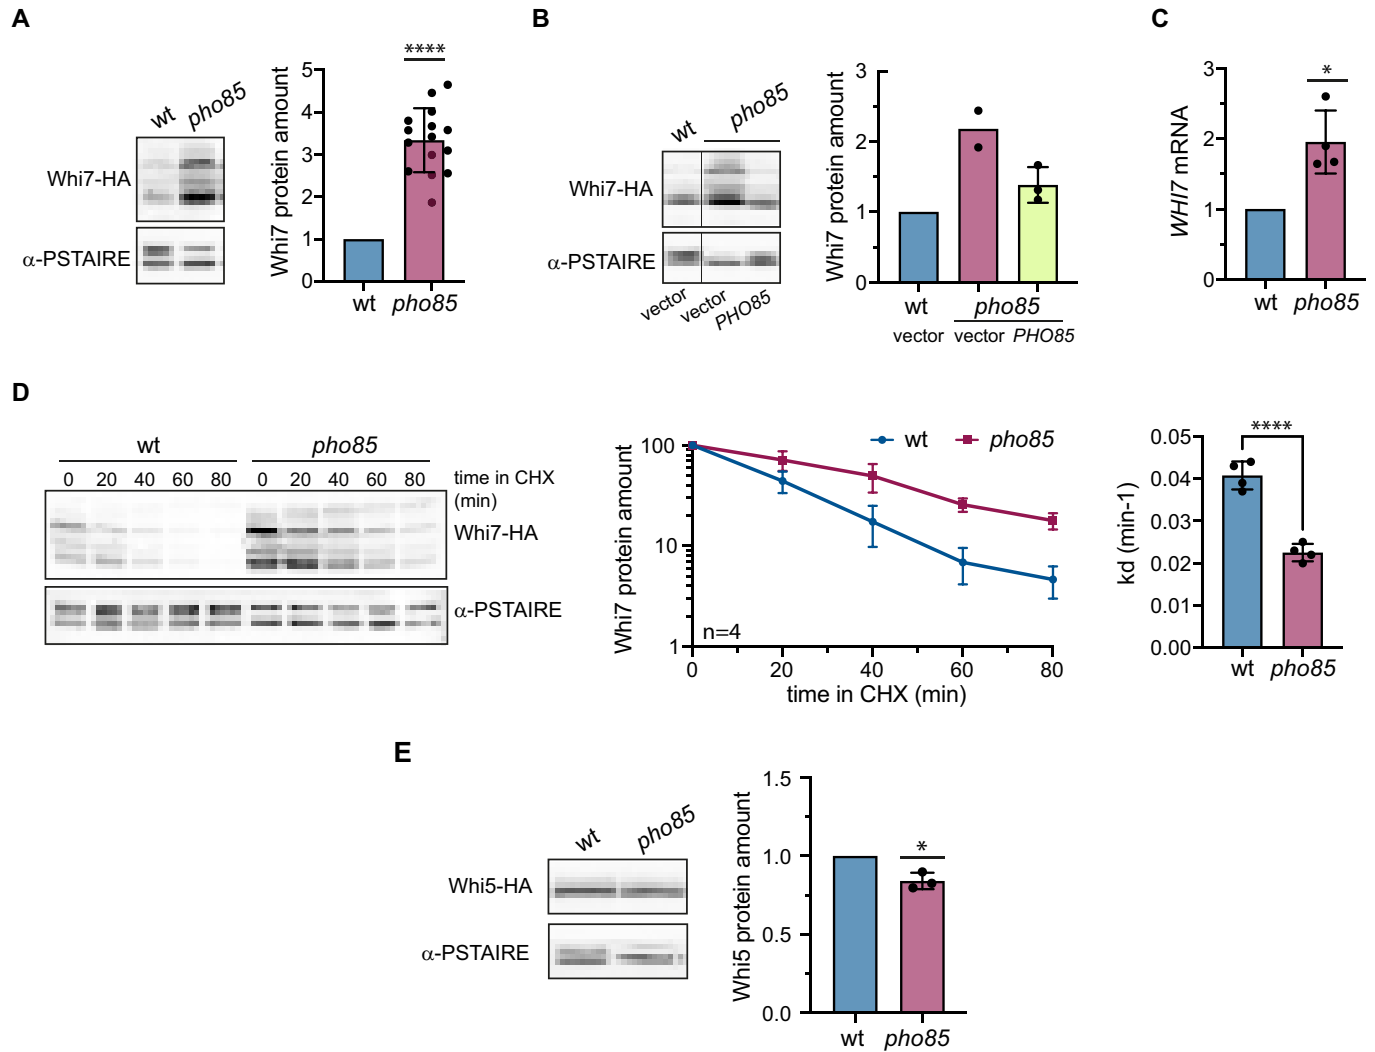 A
wt pho85
Whi7-HA
α-PSTAIRE
Whi7 protein amount
5
4
3
2
1
0
****
wt pho85
B
wt pho85
Whi7-HA
α-PSTAIRE
vector vector PHO85
Whi7 protein amount
3
2
1
0
wt pho85
vector vector PHO85
C
WHI7 mRNA
3
2
1
0
*
wt pho85
D
wt pho85
0 20 40 60 80 0 20 40 60 80 time in CHX
(min)
Whi7-HA
α-PSTAIRE
Whi7 protein amount
100
10
1
wt pho85
n=4
0 20 40 60 80
time in CHX (min)
kd (min-1)
0.05
0.04
0.03
0.02
0.01
0.00
****
wt pho85
E
wt pho85
Whi5-HA
α-PSTAIRE
Whi5 protein amount
1.5
1.0
0.5
0.0
*
wt pho85